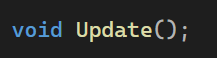 void Update();